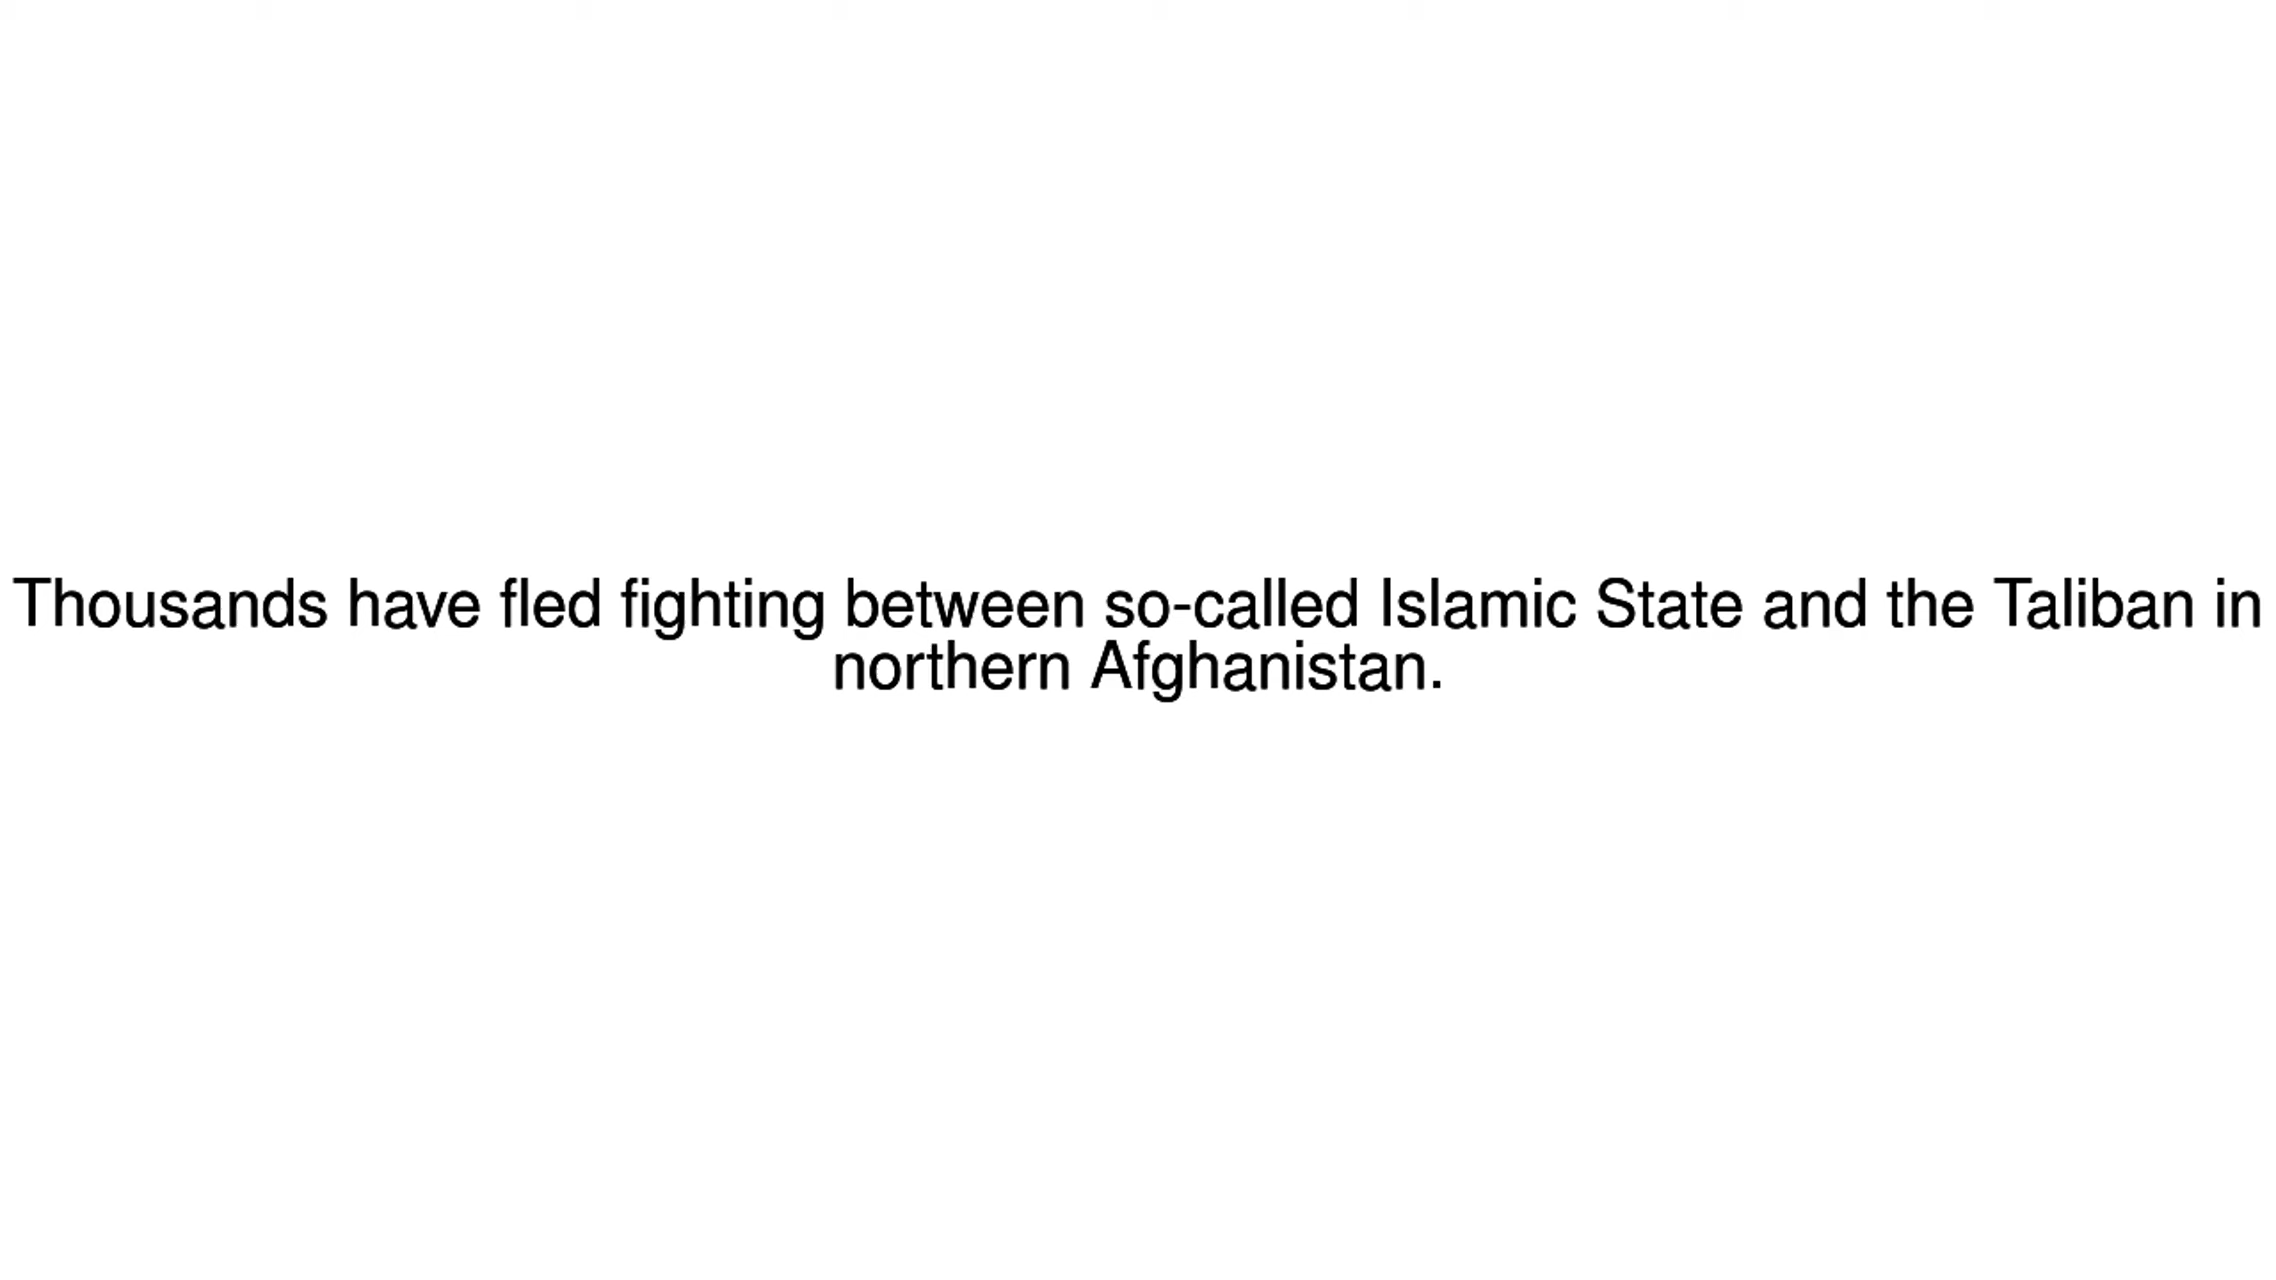 Thousands have fled fighting between so-called Islamic State and the Taliban in
northern Afghanistan.